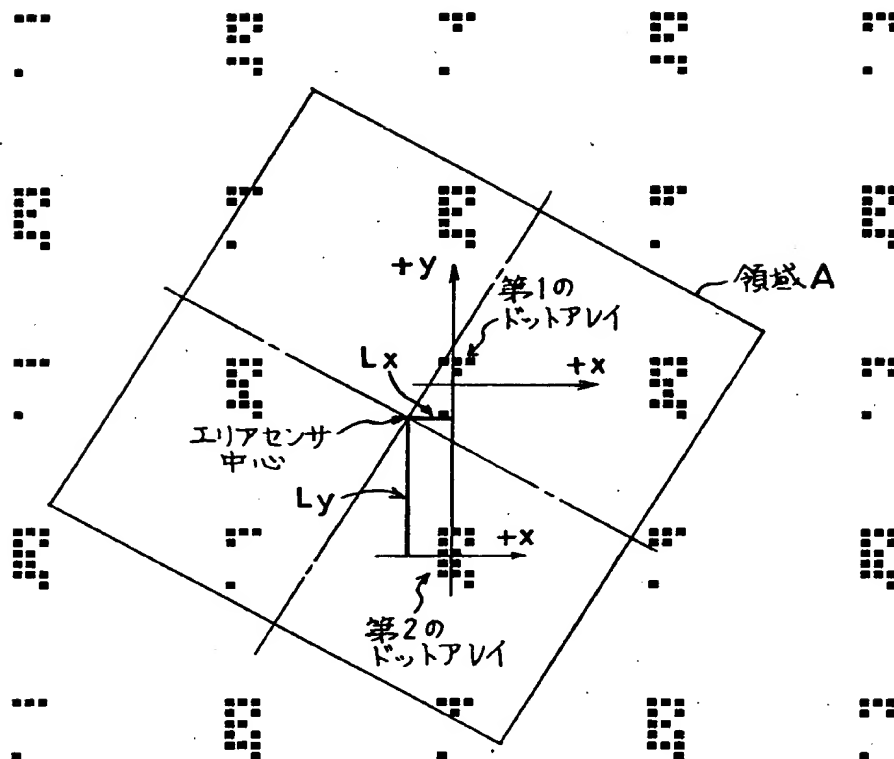 +y
第1の
ドットアレイ
領域A
Lx
+x
エリアセンサ
中心
Ly
+x
第2の
ドットアレイ